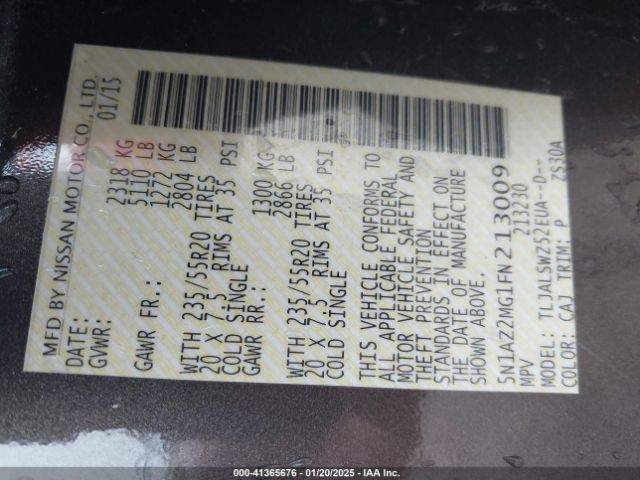 MFD BY NISSAN MOTOR CO., LTD.
DATE: 01/15
GVWR: 2318 KG
5110 LB
GAWR FR.: 1272 KG
2804 LB
WITH 235/55R20 TIRES
20 X 7.5 RIMS AT 35 PSI
COLD SINGLE
GAWR RR.: 1300 KG
2866 LB
WITH 235/55R20 TIRES
20 X 7.5 RIMS AT 35 PSI
COLD SINGLE
THIS VEHICLE CONFORMS TO
ALL APPLICABLE FEDERAL
MOTOR VEHICLE SAFETY AND
THEFT PREVENTION
STANDARDS IN EFFECT ON
THE DATE OF MANUFACTURE
SHOWN ABOVE.
5N1AZ2MG1FN213009
MPV 213230
MODEL: TLJALSWZ52EUA--D--
COLOR: CAJ TRIM: P ZS30A
000-41365676 | 01/20/2025 | IAA Inc.